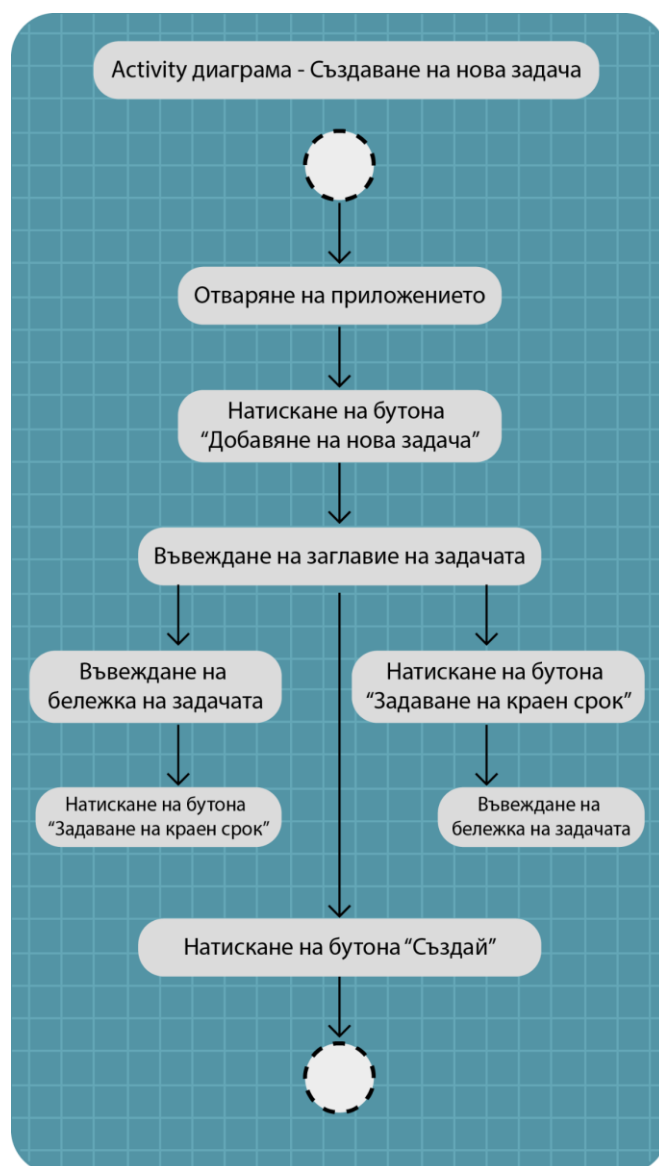 Activity диаграма - Създаване на нова задача
Отваряне на приложението
Натискане на бутона
“Добавяне на нова задача”
Въвеждане на заглавие на задачата
Въвеждане на
бележка на задачата
Натискане на бутона
“Задаване на краен срок”
Натискане на бутона
“Задаване на краен срок”
Въвеждане на
бележка на задачата
Натискане на бутона “Създай”